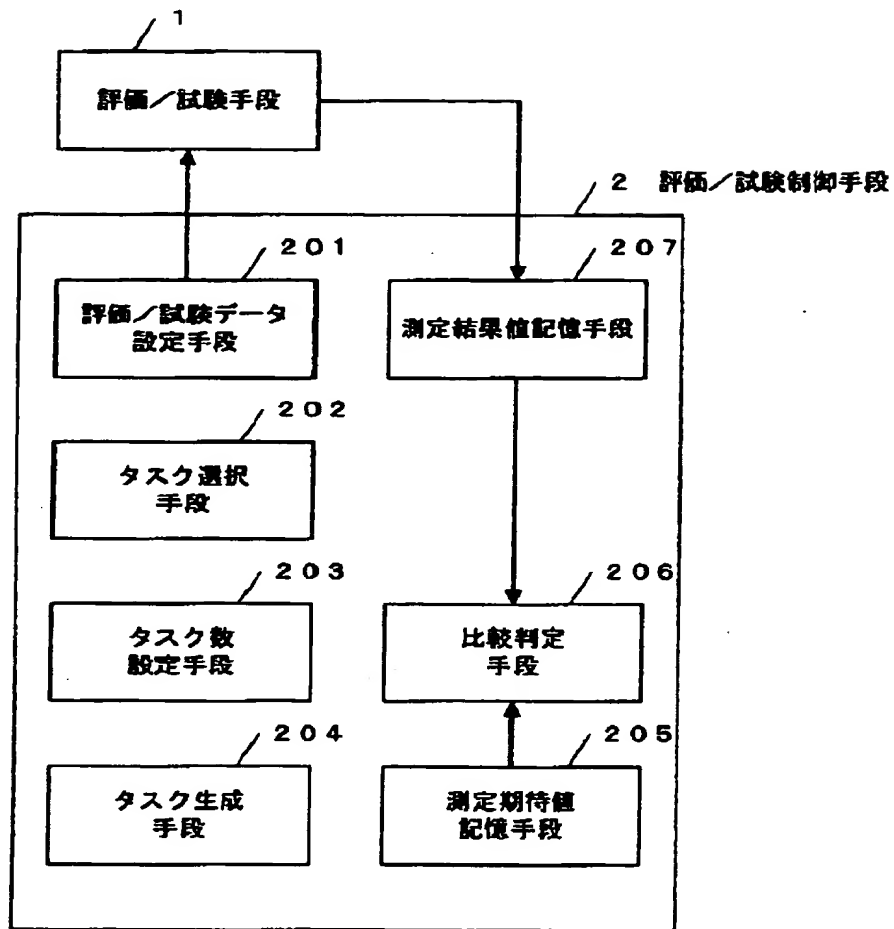 1
評価／試験手段
2 評価／試験制御手段
201
評価／試験データ
設定手段
207
測定結果値記憶手段
202
タスク選択
手段
203
タスク数
設定手段
206
比較判定
手段
204
タスク生成
手段
205
測定期待値
記憶手段